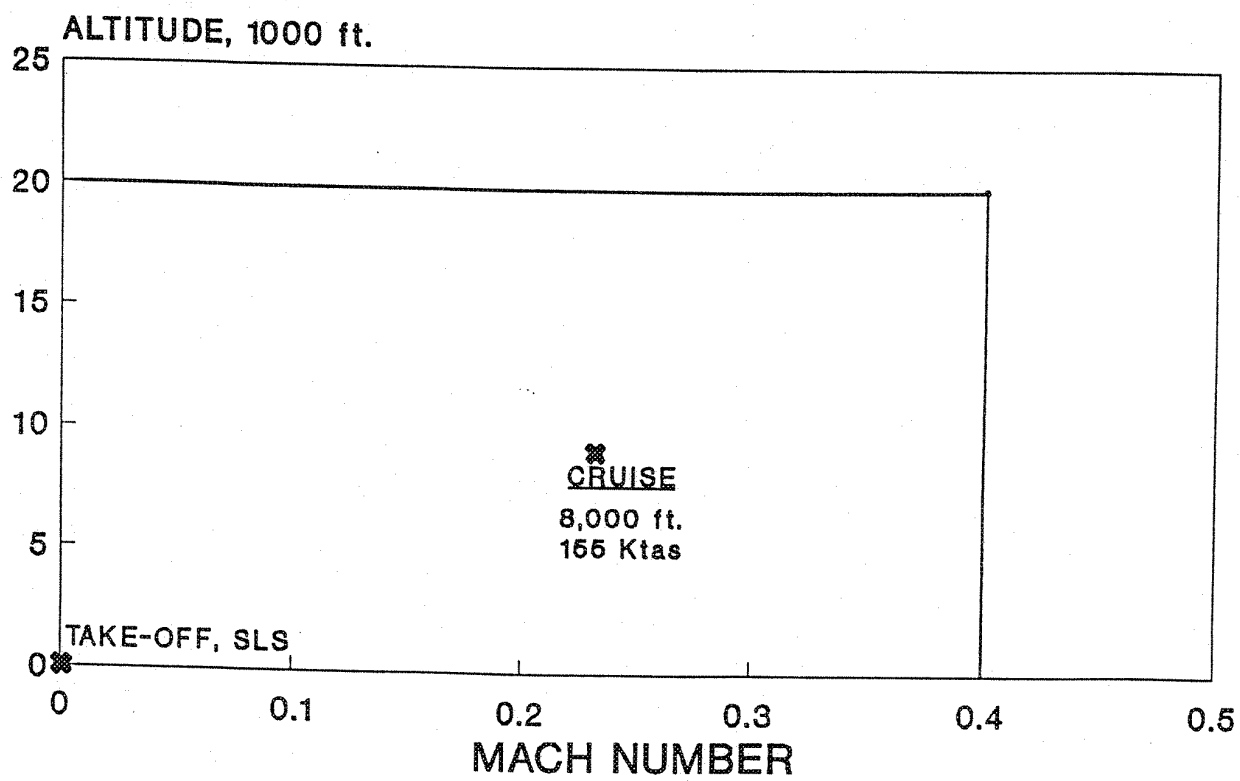 ALTITUDE, 1000 ft.
25
20
15
10
5
0
CRUISE
8,000 ft.
155 Ktas
TAKE-OFF, SLS
0 0.1 0.2 0.3 0.4 0.5
MACH NUMBER